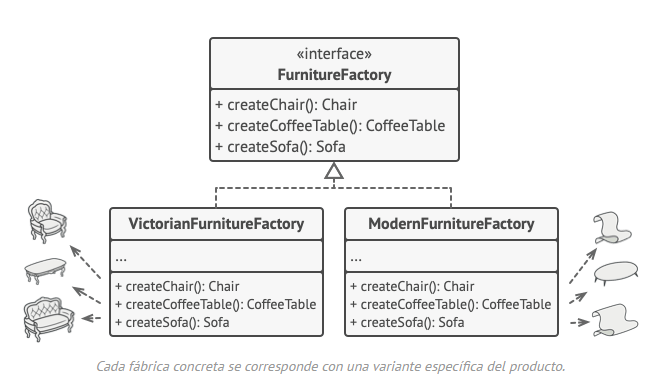 «interface»
FurnitureFactory
+ createChair(): Chair
+ createCoffeeTable(): CoffeeTable
+ createSofa(): Sofa
VictorianFurnitureFactory
...
+ createChair(): Chair
+ createCoffeeTable(): CoffeeTable
+ createSofa(): Sofa
ModernFurnitureFactory
...
+ createChair(): Chair
+ createCoffeeTable(): CoffeeTable
+ createSofa(): Sofa
Cada fábrica concreta se corresponde con una variante específica del producto.